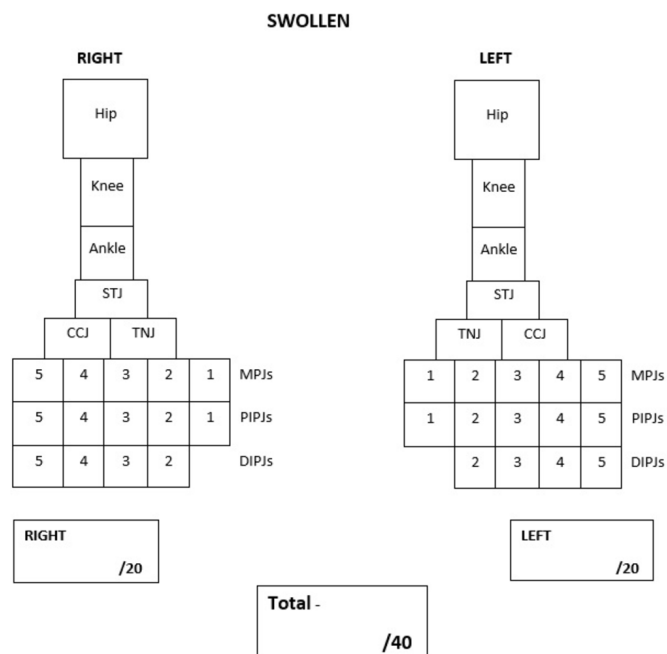 SWOLLEN
RIGHT LEFT
Hip Hip
Knee Knee
Ankle Ankle
STJ STJ
CCJ TNJ TNJ CCJ
5 4 3 2 1 MPJs 1 2 3 4 5 MPJs
5 4 3 2 1 PIPJs 1 2 3 4 5 PIPJs
5 4 3 2 DIPJs 2 3 4 5 DIPJs
RIGHT LEFT
/20 /20
Total -
/40